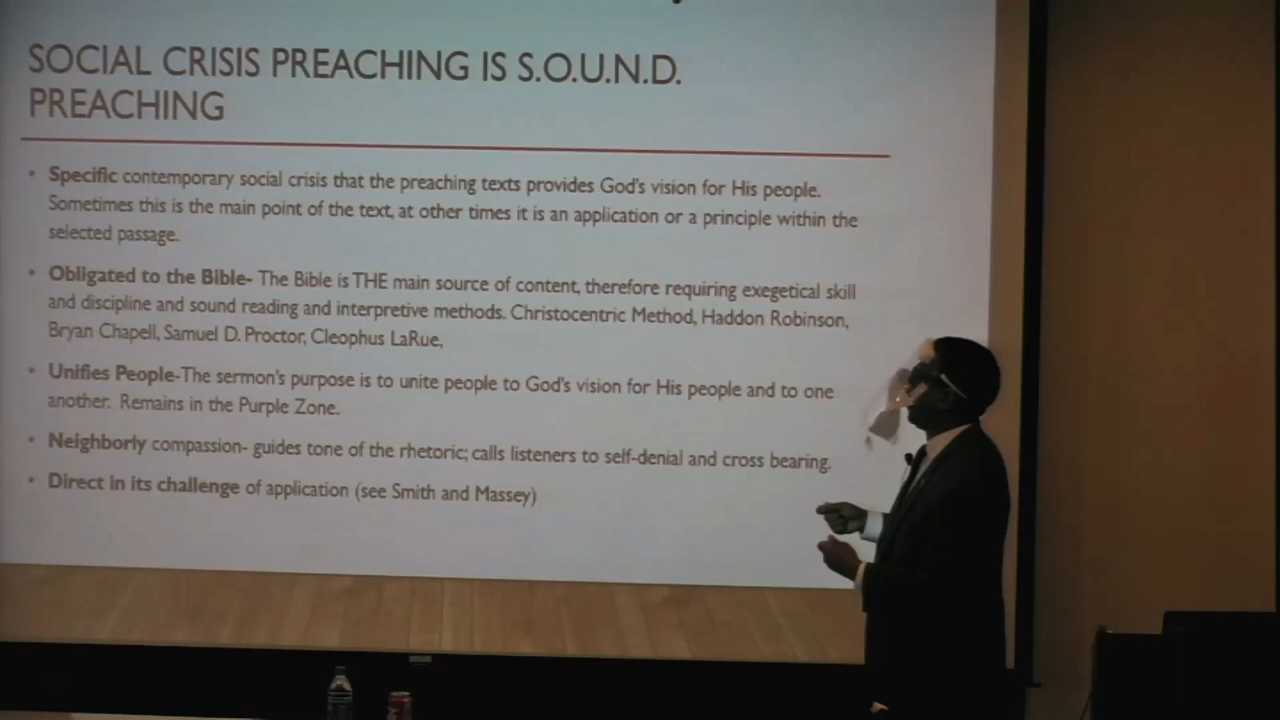 SOCIAL CRISIS PREACHING IS S.O.U.N.D.
PREACHING
• Specific contemporary social crisis that the preaching texts provides God's vision for His people.
Sometimes this is the main point of the text, at other times it is an application or a principle within the
selected passage.
• Obligated to the Bible- The Bible is THE main source of content, therefore requiring exegetical skill
and discipline and sound reading and interpretive methods. Christocentric Method, Haddon Robinson,
Bryan Chapell, Samuel D. Proctor, Cleophus LaRue,
• Unifies People-The sermon's purpose is to unite people to God's vision for His people and to one
another. Remains in the Purple Zone.
• Neighborly compassion- guides tone of the rhetoric; calls listeners to self-denial and cross bearing.
• Direct in its challenge of application (see Smith and Massey)